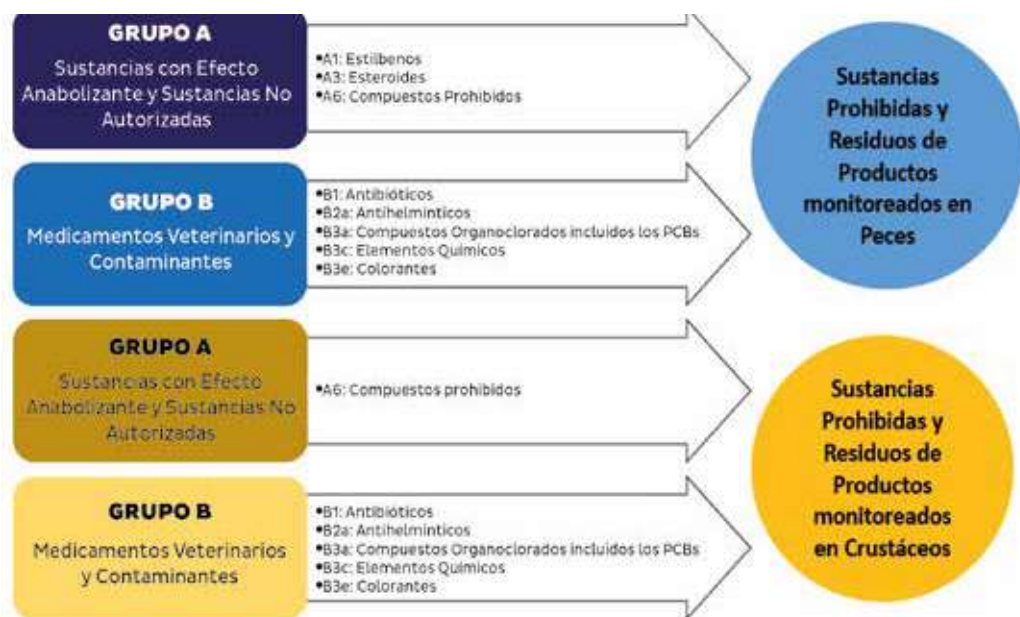 GRUPO A
Sustancias con Efecto
Anabolizante y Sustancias No
Autorizadas
•A1: Estilbenos
•A3: Esteroides
•A6: Compuestos Prohibidos
GRUPO B
Medicamentos Veterinarios y
Contaminantes
•B1: Antibióticos
•B2a: Antihelmínticos
•B3a: Compuestos Organoclorados incluidos los PCBs
•B3c: Elementos Químicos
•B3e: Colorantes
Sustancias
Prohibidas y
Residuos de
Productos
monitoreados en
Peces
GRUPO A
Sustancias con Efecto
Anabolizante y Sustancias No
Autorizadas
•A6: Compuestos prohibidos
GRUPO B
Medicamentos Veterinarios
y Contaminantes
•B1: Antibióticos
•B2a: Antihelmínticos
•B3a: Compuestos Organoclorados incluidos los PCBs
•B3c: Elementos Químicos
•B3e: Colorantes
Sustancias
Prohibidas y
Residuos de
Productos
monitoreados
en Crustáceos